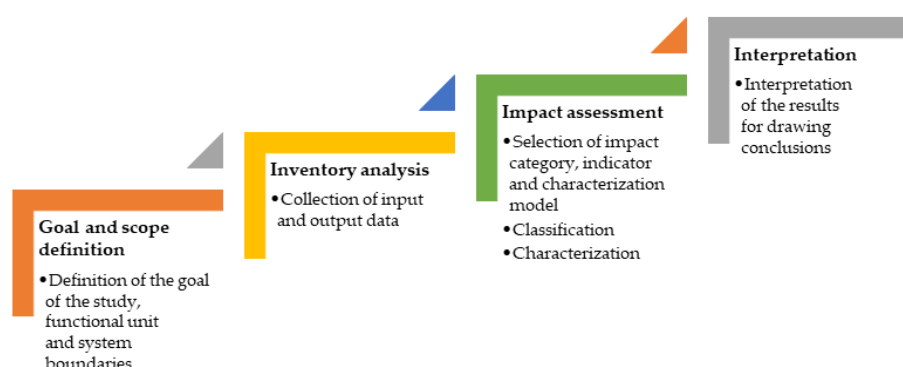 Goal and scope
definition
•Definition of the goal
of the study,
functional unit
and system
boundaries
Inventory analysis
•Collection of input
and output data
Impact assessment
•Selection of impact
category, indicator
and characterization
model
•Classification
•Characterization
Interpretation
•Interpretation
of the results
for drawing
conclusions